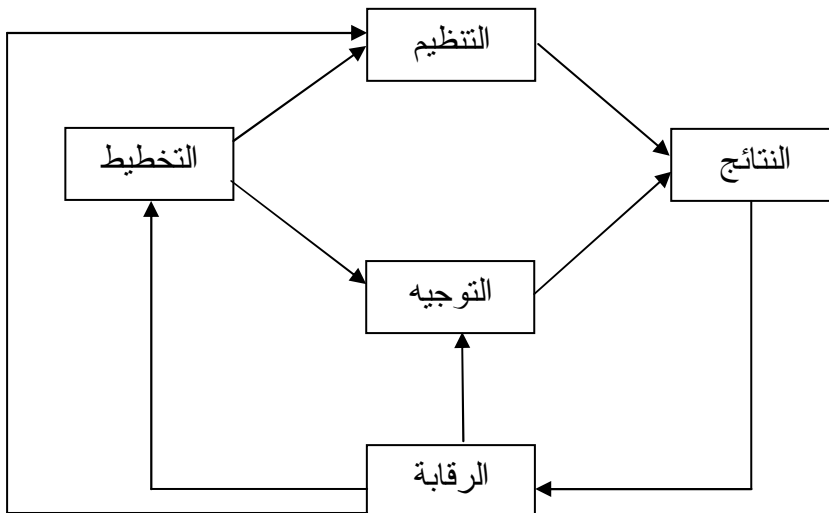 التنظيم
النتائج
التخطيط
التوجيه
الرقابة